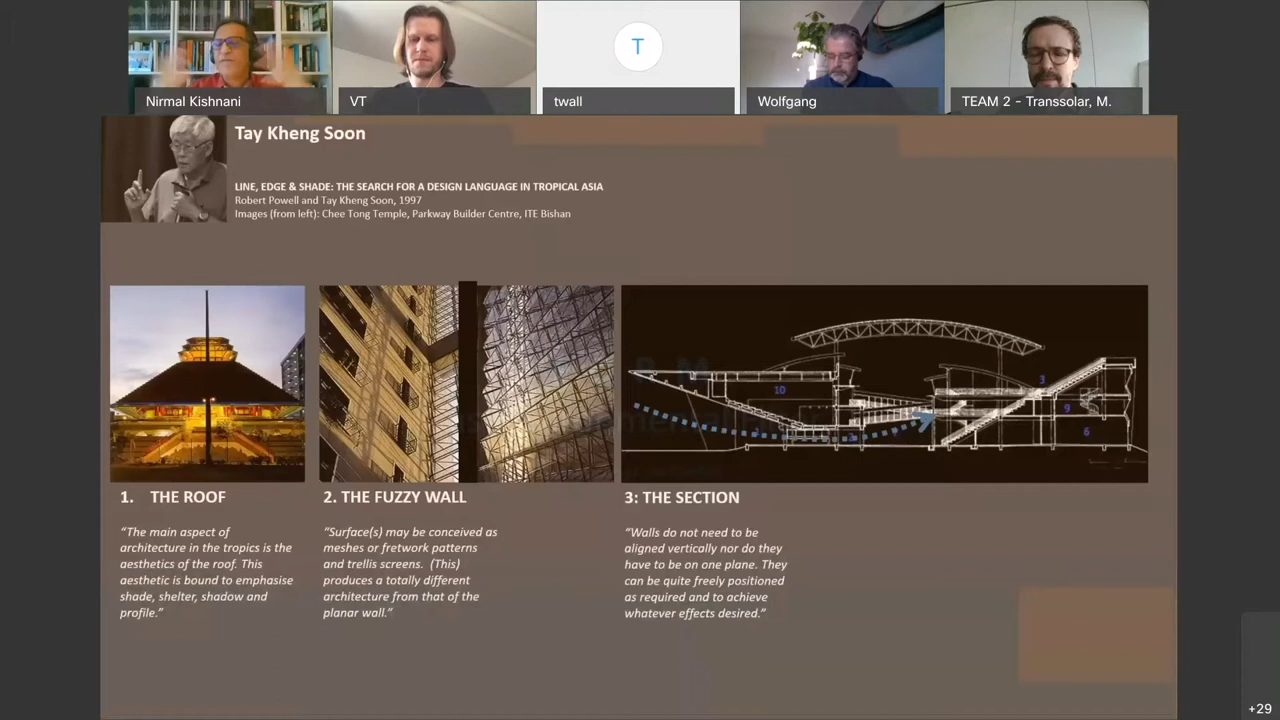 Nirmal Kishnani
VT
T
twall
Wolfgang
TEAM 2 - Transsolar, M.
Tay Kheng Soon
LINE, EDGE & SHADE: THE SEARCH FOR A DESIGN LANGUAGE IN TROPICAL ASIA
Robert Powell and Tay Kheng Soon, 1997
Images (from left): Chee Tong Temple, Parkway Builder Centre, ITE Bishan
10
3
9
6
1. THE ROOF
“The main aspect of
architecture in the tropics is the
aesthetics of the roof. This
aesthetic is bound to emphasise
shade, shelter, shadow and
profile.”
2. THE FUZZY WALL
“Surface(s) may be conceived as
meshes or fretwork patterns
and trellis screens. (This)
produces a totally different
architecture from that of the
planar wall.”
3: THE SECTION
“Walls do not need to be
aligned vertically nor do they
have to be on one plane. They
can be quite freely positioned
as required and to achieve
whatever effects desired.”
+29